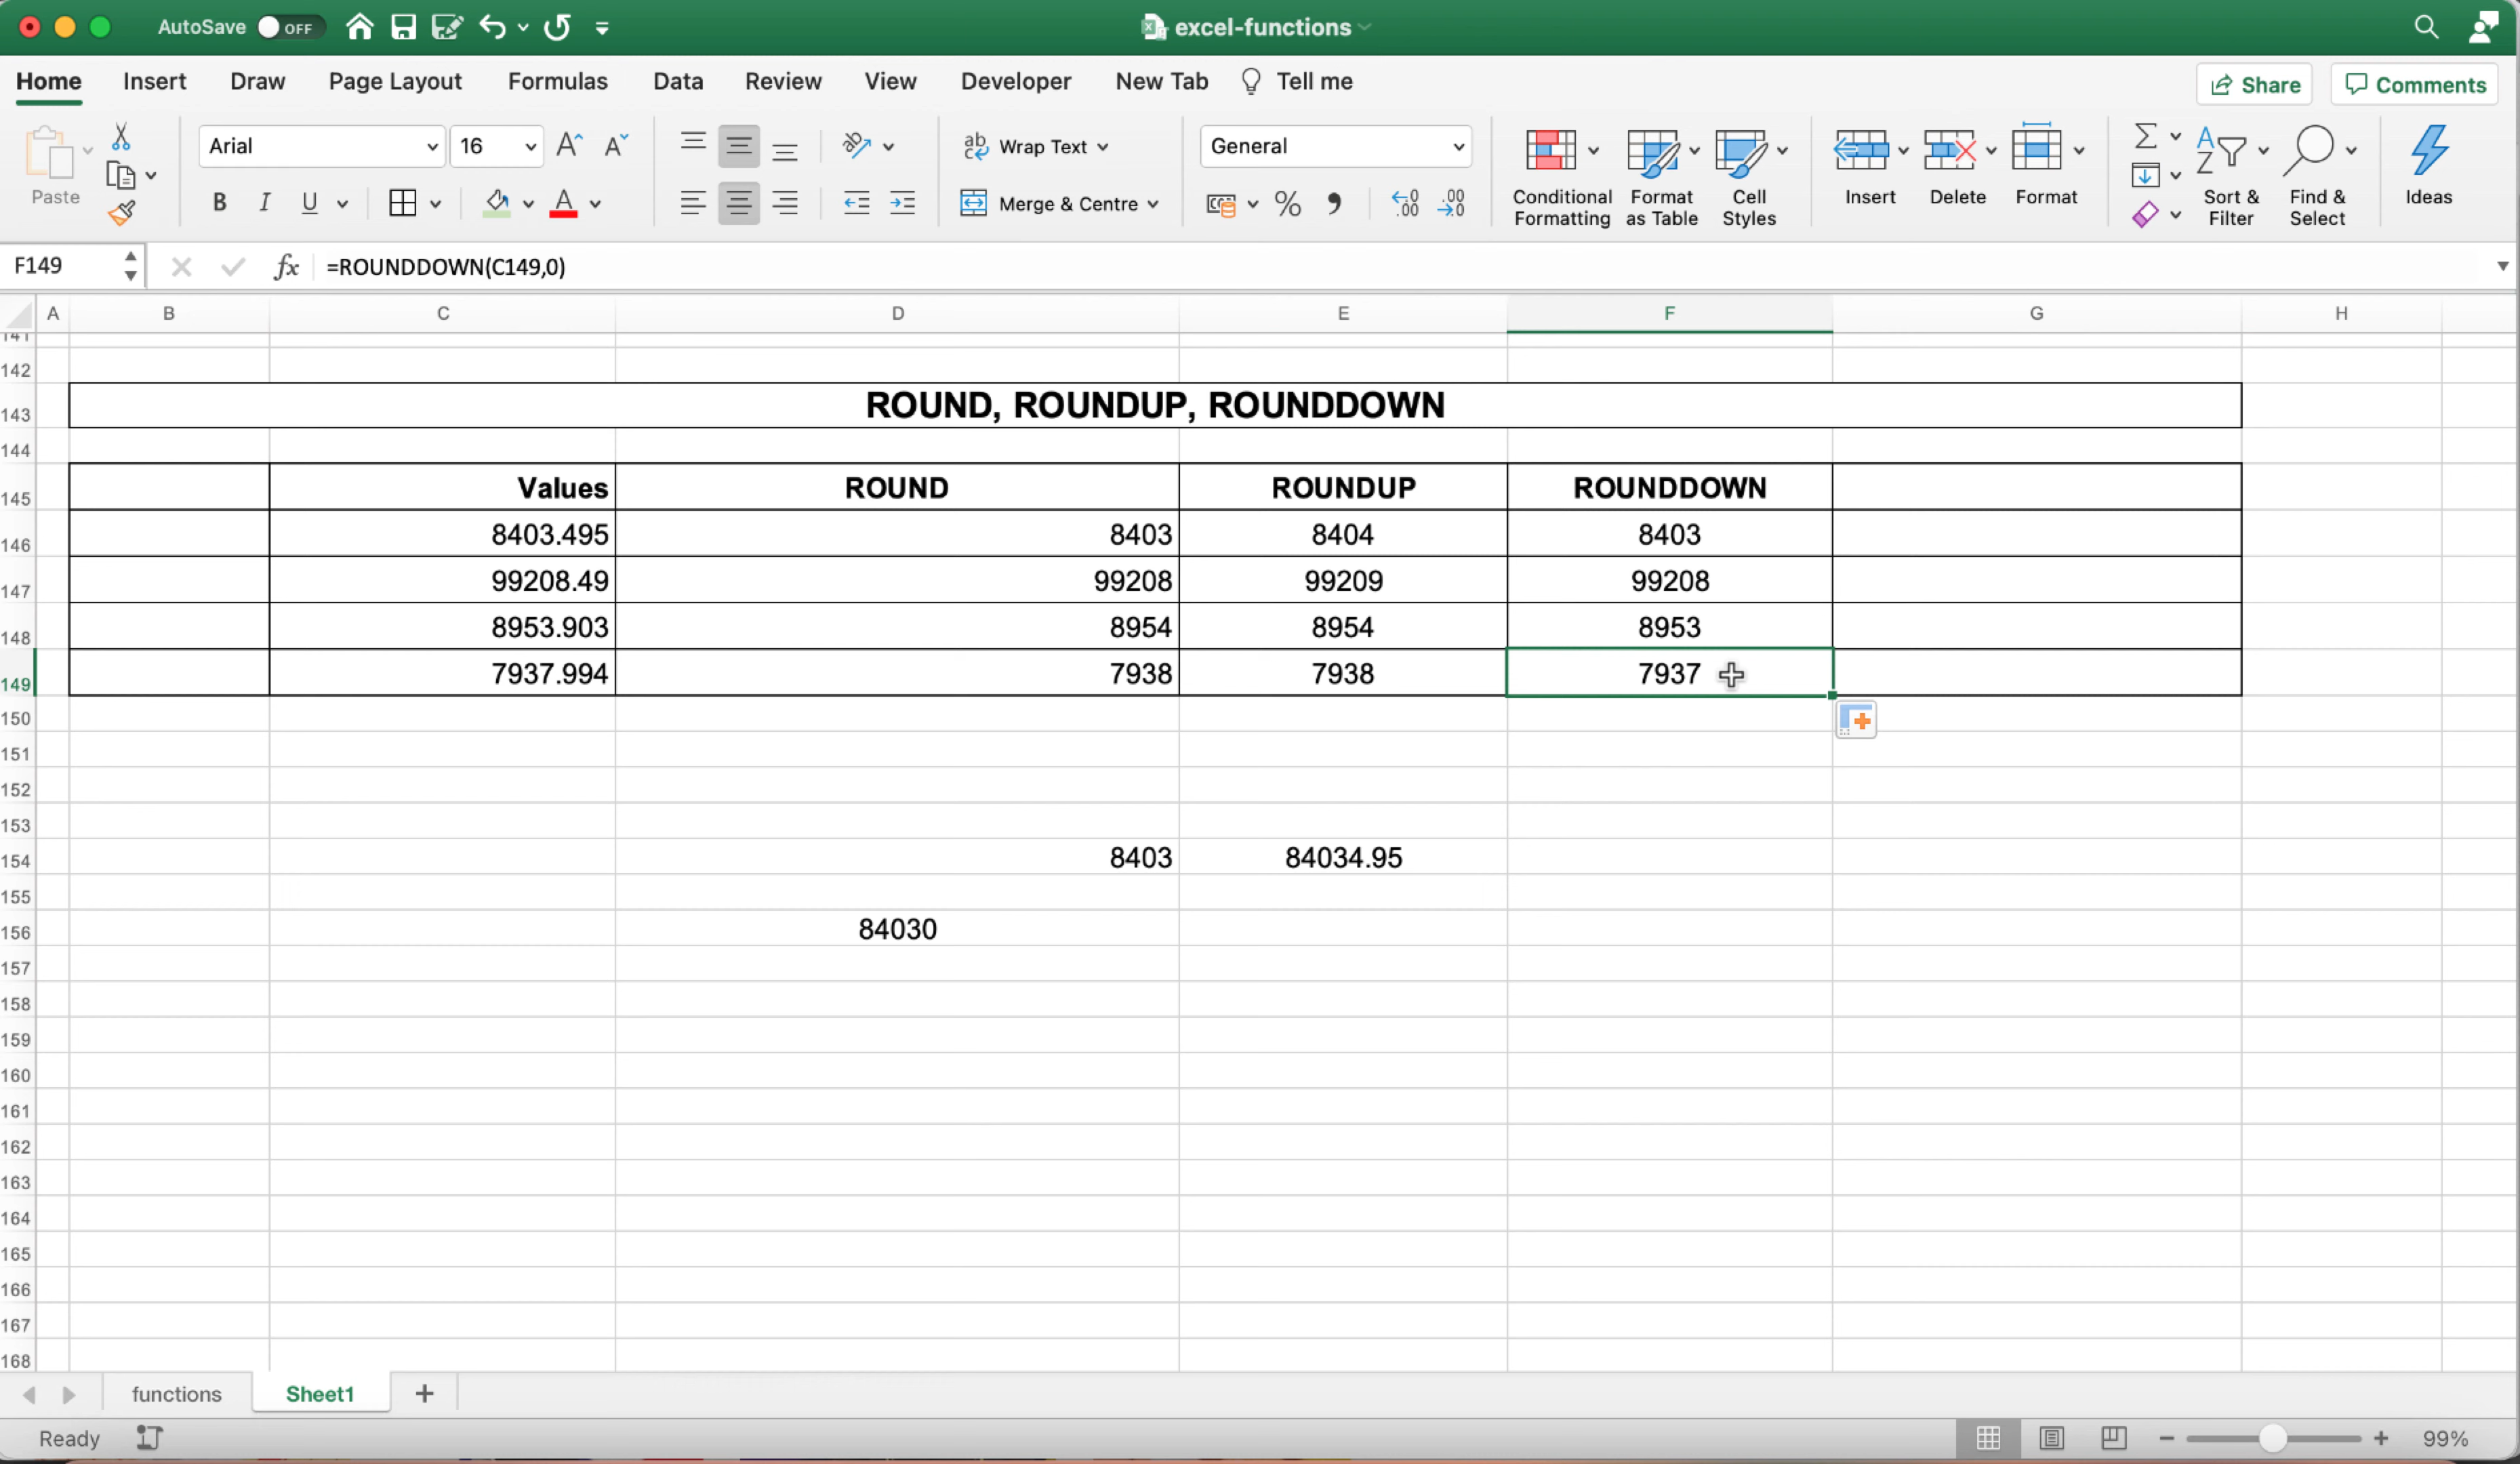 AutoSave OFF excel-functions
Home Insert Draw Page Layout Formulas Data Review View Developer New Tab Tell me Share Comments
Paste Arial 16 A A Wrap Text General Conditional Formatting Format as Table Cell Styles Insert Delete Format Sort & Filter Find & Select Ideas
B I U A Merge & Centre % .00 .00
F149 fx =ROUNDDOWN(C149,0)
A B C D E F G H
141
142
143 ROUND, ROUNDUP, ROUNDDOWN
144
145 Values ROUND ROUNDUP ROUNDDOWN
146 8403.495 8403 8404 8403
147 99208.49 99208 99209 99208
148 8953.903 8954 8954 8953
149 7937.994 7938 7938 7937
150
151
152
153
154 8403 84034.95
155
156 84030
157
158
159
160
161
162
163
164
165
166
167
168
functions Sheet1 +
Ready 99%